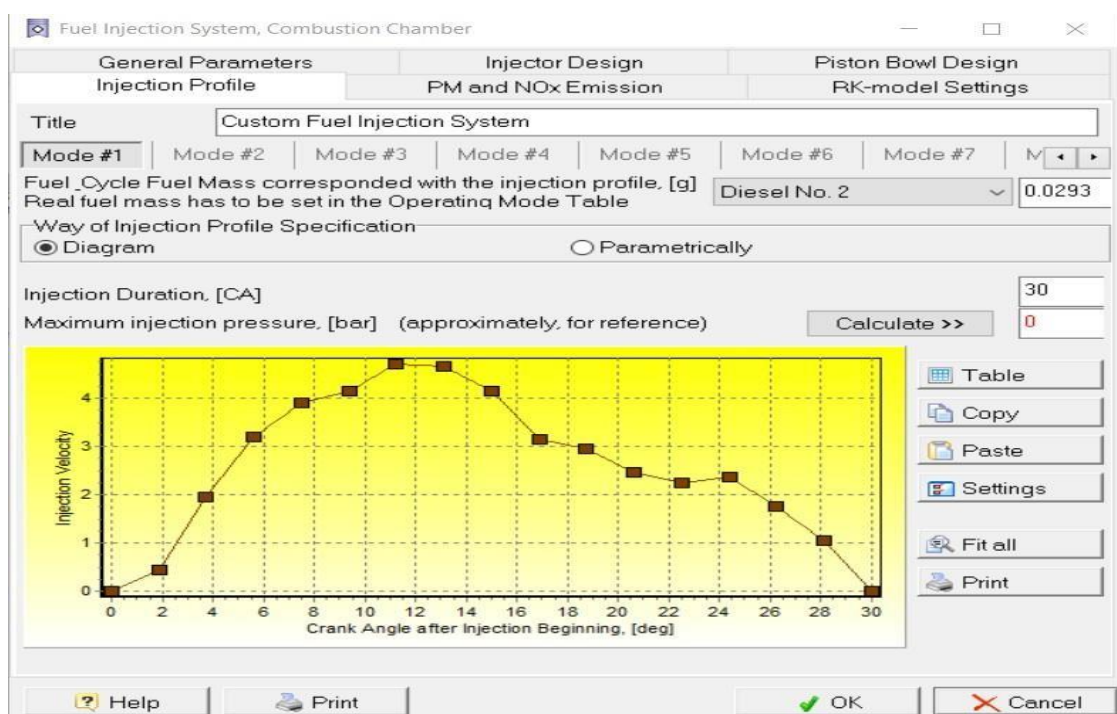 Fuel Injection System, Combustion Chamber
General Parameters
Injector Design
Piston Bowl Design
Injection Profile
PM and NOx Emission
RK-model Settings
Title
Custom Fuel Injection System
Mode #1
Mode #2
Mode #3
Mode #4
Mode #5
Mode #6
Mode #7
M
Fuel_Cycle Fuel Mass corresponded with the injection profile, [g]
Real fuel mass has to be set in the Operating Mode Table
Diesel No. 2
0.0293
Way of Injection Profile Specification
Diagram
Parametrically
Injection Duration, [CA]
30
Maximum injection pressure, [bar] (approximately, for reference)
Calculate >>
0
Injection Velocity
4
3
2
1
0
0 2 4 6 8 10 12 14 16 18 20 22 24 26 28 30
Crank Angle after Injection Beginning, [deg]
Table
Copy
Paste
Settings
Fit all
Print
Help
Print
OK
Cancel